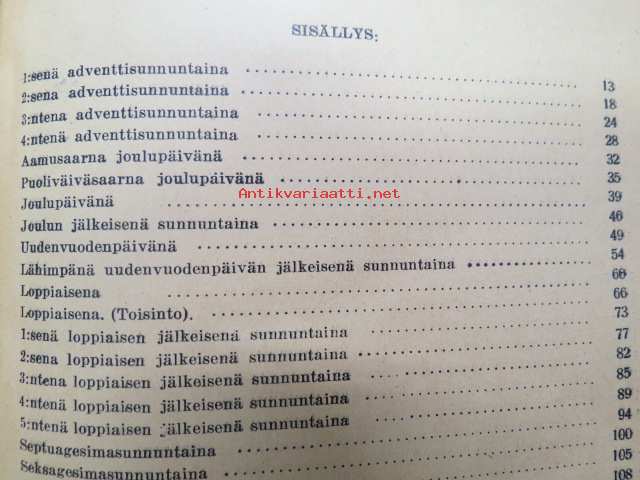 SISÄLLYS:
1:senä adventtisunnuntaina 13
2:sena adventtisunnuntaina 18
3:ntena adventtisunnuntaina 24
4:ntenä adventtisunnuntaina 28
Aamusaarna joulupäivänä 32
Puoliväiväsaarna joulupäivänä 35
Antikvariaatti.net
Joulupäivänä 39
Joulun jälkeisenä sunnuntaina 46
Uudenvuodenpäivänä 49
Lähimpänä uudenvuodenpäivän jälkeisenä sunnuntaina 54
Loppiaisena 60
Loppiaisena. (Toisinto). 66
1:senä loppiaisen jälkeisenä sunnuntaina 73
2:sena loppiaisen jälkeisenä sunnuntaina 77
3:ntena loppiaisen jälkeisenä sunnuntaina 82
4:ntenä loppiaisen jälkeisenä sunnuntaina 85
5:ntenä loppiaisen jälkeisenä sunnuntaina 89
Septuagesimasunnuntaina 94
Seksagesimasunnuntaina 100
105
108